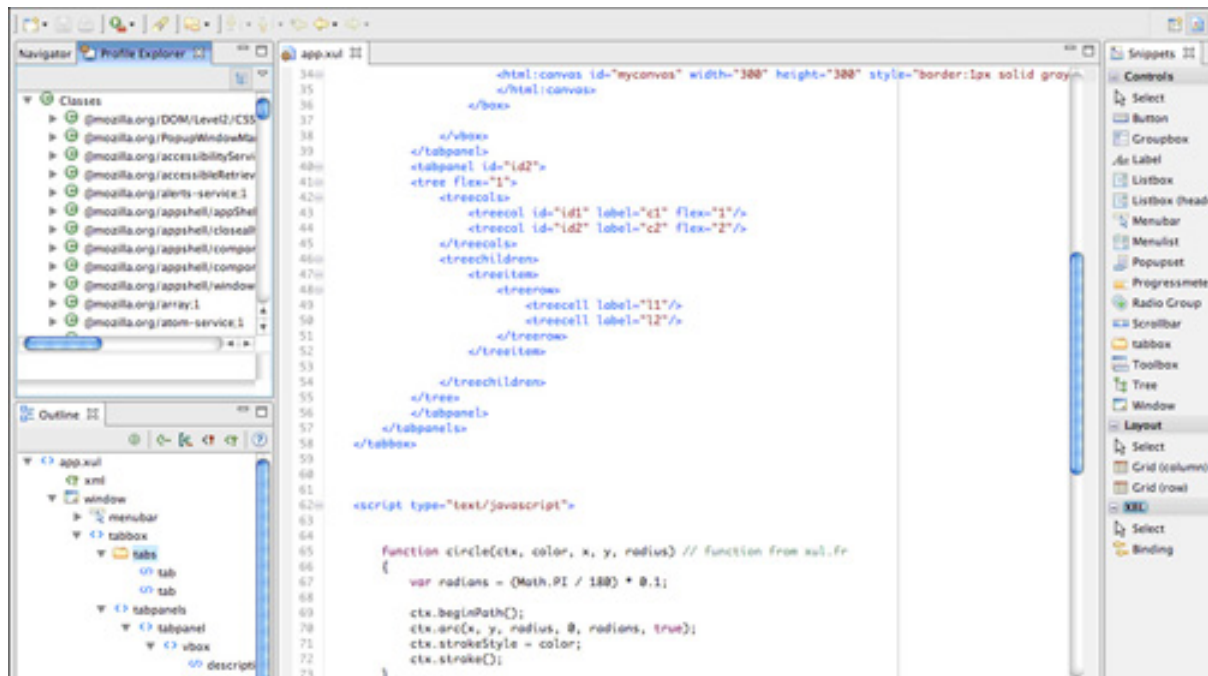 Navigator Profile Explorer
Classes
@mozilla.org/DOM/Level2/CSS
@mozilla.org/PopupWindowMa
@mozilla.org/accessibilityServi
@mozilla.org/accessibleRetriev
@mozilla.org/alerts-service;1
@mozilla.org/appshell/appShel
@mozilla.org/appshell/closeall
@mozilla.org/appshell/compor
@mozilla.org/appshell/compor
@mozilla.org/appshell/window
@mozilla.org/array;1
@mozilla.org/atom-service;1
Outline
app.xul
xml
window
menubar
tabbox
tabs
tab
tab
tabpanels
tabpanel
vbox
descripti
app.xul
34 <html:canvas id="mycanvas" width="300" height="300" style="border:1px solid gray
35 </html:canvas>
36 </box>
37
38 </vbox>
39 </tabpanel>
40 <tabpanel id="id2">
41 <tree flex="1">
42 <treecols>
43 <treecol id="id1" label="c1" flex="1"/>
44 <treecol id="id2" label="c2" flex="2"/>
45 </treecols>
46 <treechildren>
47 <treeitem>
48 <treerow>
49 <treecell label="l1"/>
50 <treecell label="l2"/>
51 </treerow>
52 </treeitem>
53
54 </treechildren>
55 </tree>
56 </tabpanel>
57 </tabpanels>
58 </tabbox>
59
60
61
62 <script type="text/javascript">
63
64
65 function circle(ctx, color, x, y, radius) // function from xul.fr
66 {
67 var radians = (Math.PI / 180) * 0.1;
68
69 ctx.beginPath();
70 ctx.arc(x, y, radius, 0, radians, true);
71 ctx.strokeStyle = color;
72 ctx.stroke();
73 }
Snippets
Controls
Select
Button
Groupbox
Label
Listbox
Listbox (head
Menubar
Menulist
Popupset
Progressmete
Radio Group
Scrollbar
tabbox
Toolbox
Tree
Window
Layout
Select
Grid (column)
Grid (row)
XBL
Select
Binding